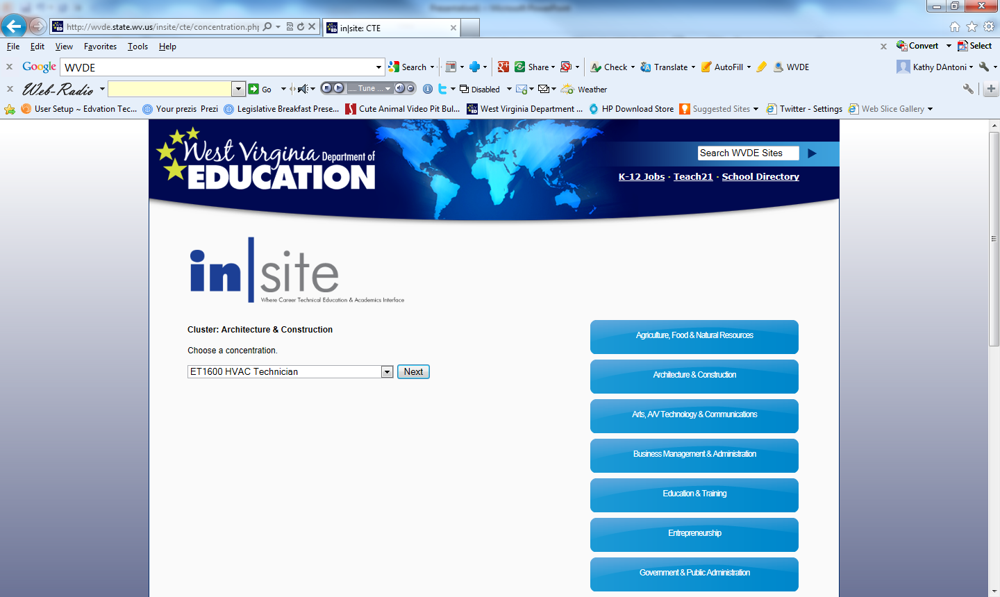 http://wvde.state.wv.us/insite/cte/concentration.php
in|site: CTE
File Edit View Favorites Tools Help
Convert Select
Google WVDE Search Share Check Translate AutoFill WVDE Kathy DAntoni
Web-Radio Go ..... Tune ... Disabled Weather
User Setup ~ Edvation Tec... Your prezis Prezi Legislative Breakfast Prese... Cute Animal Video Pit Bul... West Virginia Department ... HP Download Store Suggested Sites Twitter - Settings Web Slice Gallery
West Virginia Department of
EDUCATION
Search WVDE Sites
K-12 Jobs · Teach21 · School Directory
in|site
Where Career Technical Education & Academics Interface
Cluster: Architecture & Construction
Choose a concentration.
ET1600 HVAC Technician Next
Agriculture, Food & Natural Resources
Architecture & Construction
Arts, A/V Technology & Communications
Business Management & Administration
Education & Training
Entrepreneurship
Government & Public Administration